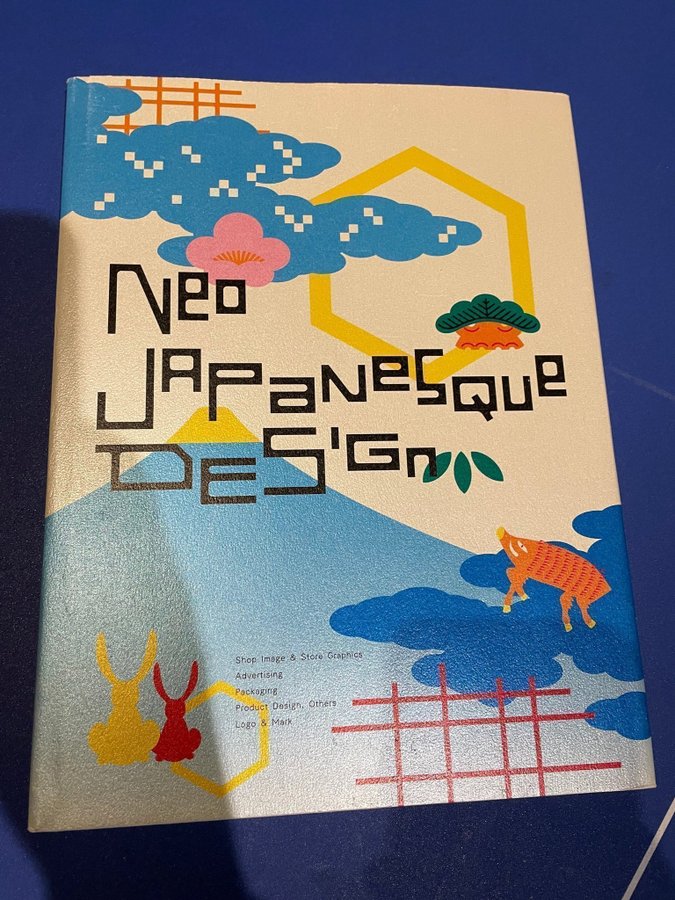 Neo
JAPANesQue
DESiGn
Shop Image & Store Graphics
Advertising
Packaging
Product Design, Others
Logo & Mark